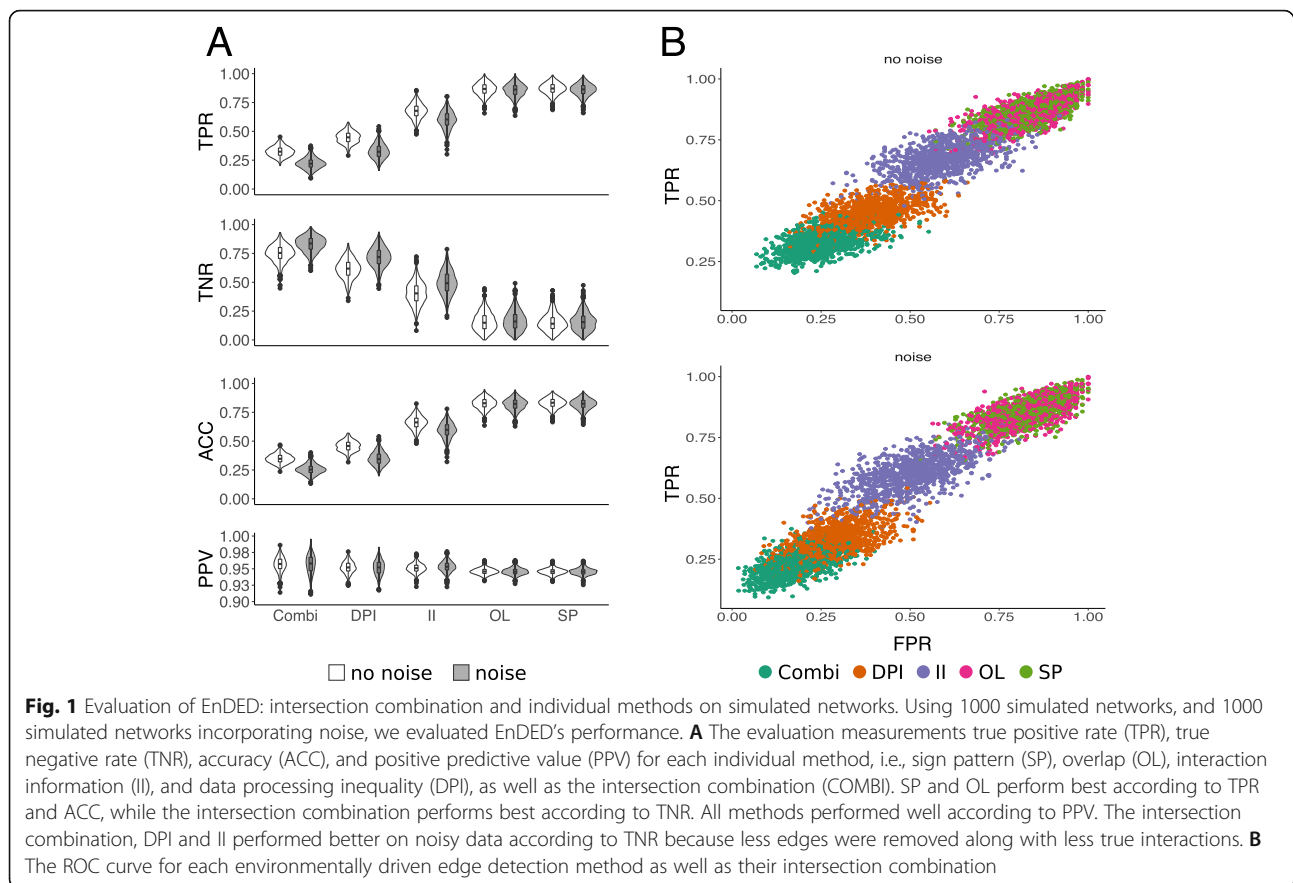 A
B
1.00
0.75
0.50
0.25
0.00
TPR
1.00
0.75
0.50
0.25
0.00
TNR
1.00
0.75
0.50
0.25
0.00
ACC
1.00
0.98
0.95
0.93
0.90
PPV
Combi DPI II OL SP
no noise noise
no noise
1.00
0.75
0.50
0.25
TPR
0.00 0.25 0.50 0.75 1.00
noise
1.00
0.75
0.50
0.25
TPR
0.00 0.25 0.50 0.75 1.00
FPR
Combi DPI II OL SP
Fig. 1 Evaluation of EnDED: intersection combination and individual methods on simulated networks. Using 1000 simulated networks, and 1000
simulated networks incorporating noise, we evaluated EnDED's performance. A The evaluation measurements true positive rate (TPR), true
negative rate (TNR), accuracy (ACC), and positive predictive value (PPV) for each individual method, i.e., sign pattern (SP), overlap (OL), interaction
information (II), and data processing inequality (DPI), as well as the intersection combination (COMBI). SP and OL perform best according to TPR
and ACC, while the intersection combination performs best according to TNR. All methods performed well according to PPV. The intersection
combination, DPI and II performed better on noisy data according to TNR because less edges were removed along with less true interactions. B
The ROC curve for each environmentally driven edge detection method as well as their intersection combination